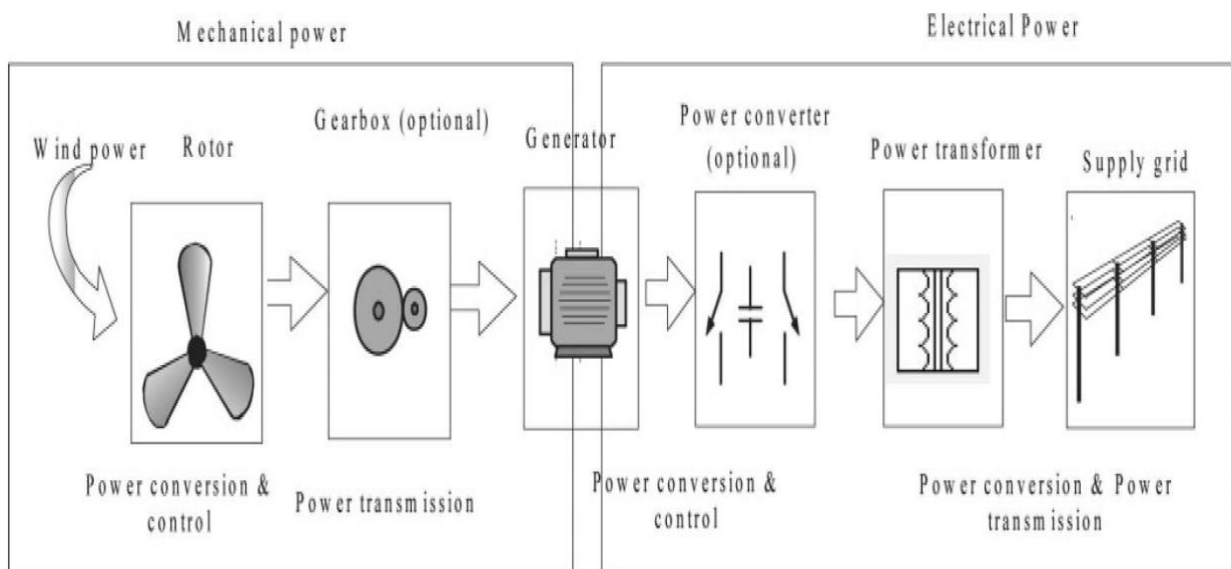 Mechanical power
Electrical Power
Wind power
Rotor
Gearbox (optional)
Generator
Power converter
(optional)
Power transformer
Supply grid
Power conversion &
control
Power transmission
Power conversion &
control
Power conversion & Power
transmission